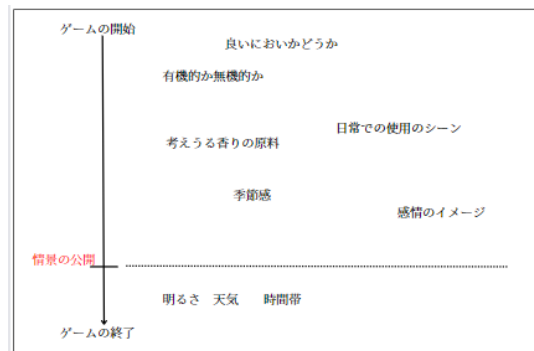 ゲームの開始
良いにおいかどうか
有機的か無機的か
日常での使用のシーン
考えうる香りの原料
季節感
感情のイメージ
情景の公開
明るさ 天気 時間帯
ゲームの終了